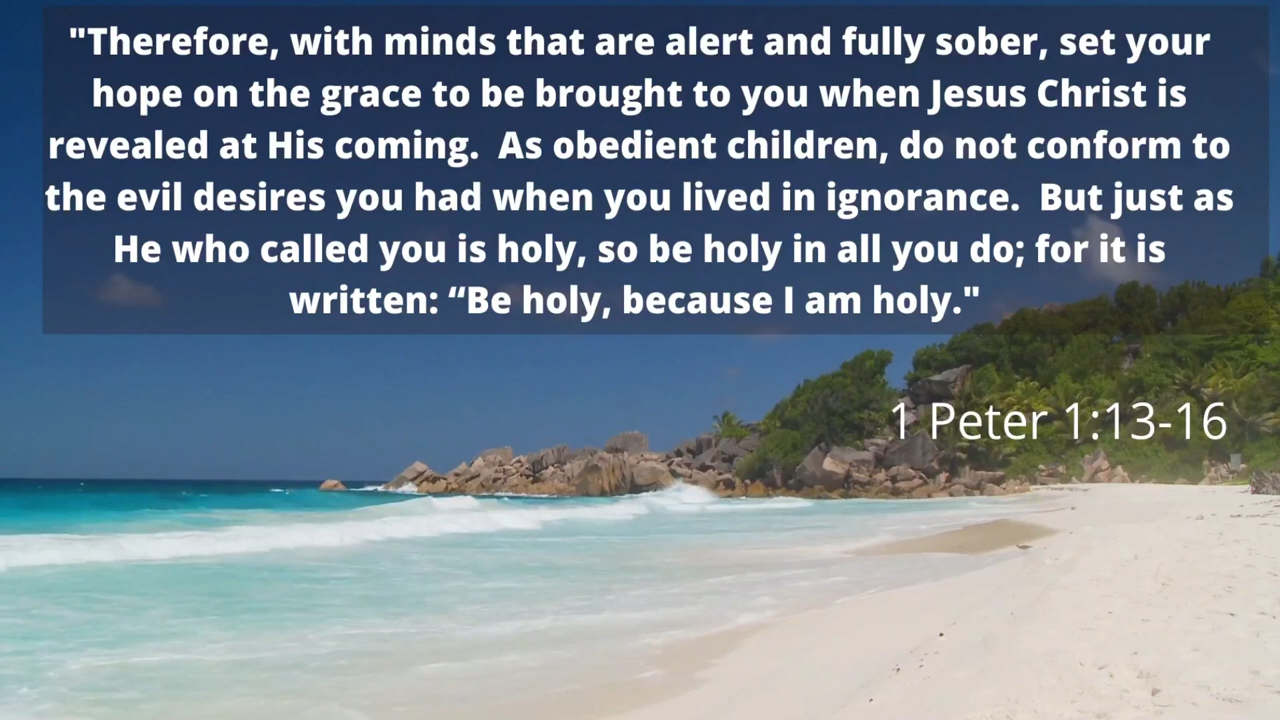 "Therefore, with minds that are alert and fully sober, set your
hope on the grace to be brought to you when Jesus Christ is
revealed at His coming.  As obedient children, do not conform to
the evil desires you had when you lived in ignorance.  But just as
He who called you is holy, so be holy in all you do; for it is
written: “Be holy, because I am holy."
1 Peter 1:13-16